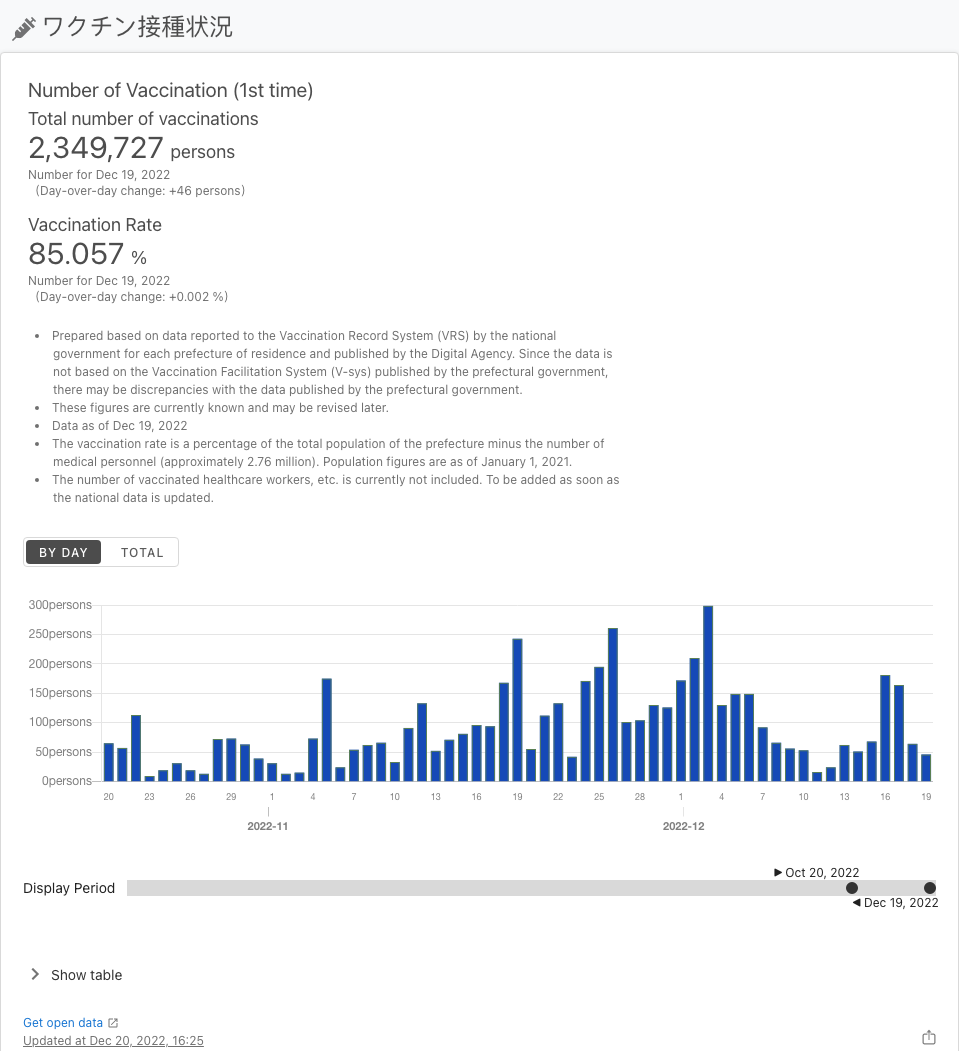 ワクチン接種状況
Number of Vaccination (1st time)
Total number of vaccinations
2,349,727 persons
Number for Dec 19, 2022
(Day-over-day change: +46 persons)
Vaccination Rate
85.057 %
Number for Dec 19, 2022
(Day-over-day change: +0.002 %)
• Prepared based on data reported to the Vaccination Record System (VRS) by the national
government for each prefecture of residence and published by the Digital Agency. Since the data is
not based on the Vaccination Facilitation System (V-sys) published by the prefectural government,
there may be discrepancies with the data published by the prefectural government.
• These figures are currently known and may be revised later.
• Data as of Dec 19, 2022
• The vaccination rate is a percentage of the total population of the prefecture minus the number of
medical personnel (approximately 2.76 million). Population figures are as of January 1, 2021.
• The number of vaccinated healthcare workers, etc. is currently not included. To be added as soon as
the national data is updated.
BY DAY TOTAL
300persons
250persons
200persons
150persons
100persons
50persons
0persons
20 23 26 29 1 4 7 10 13 16 19 22 25 28 1 4 7 10 13 16 19
2022-11 2022-12
Oct 20, 2022
Display Period
Dec 19, 2022
Show table
Get open data
Updated at Dec 20, 2022, 16:25